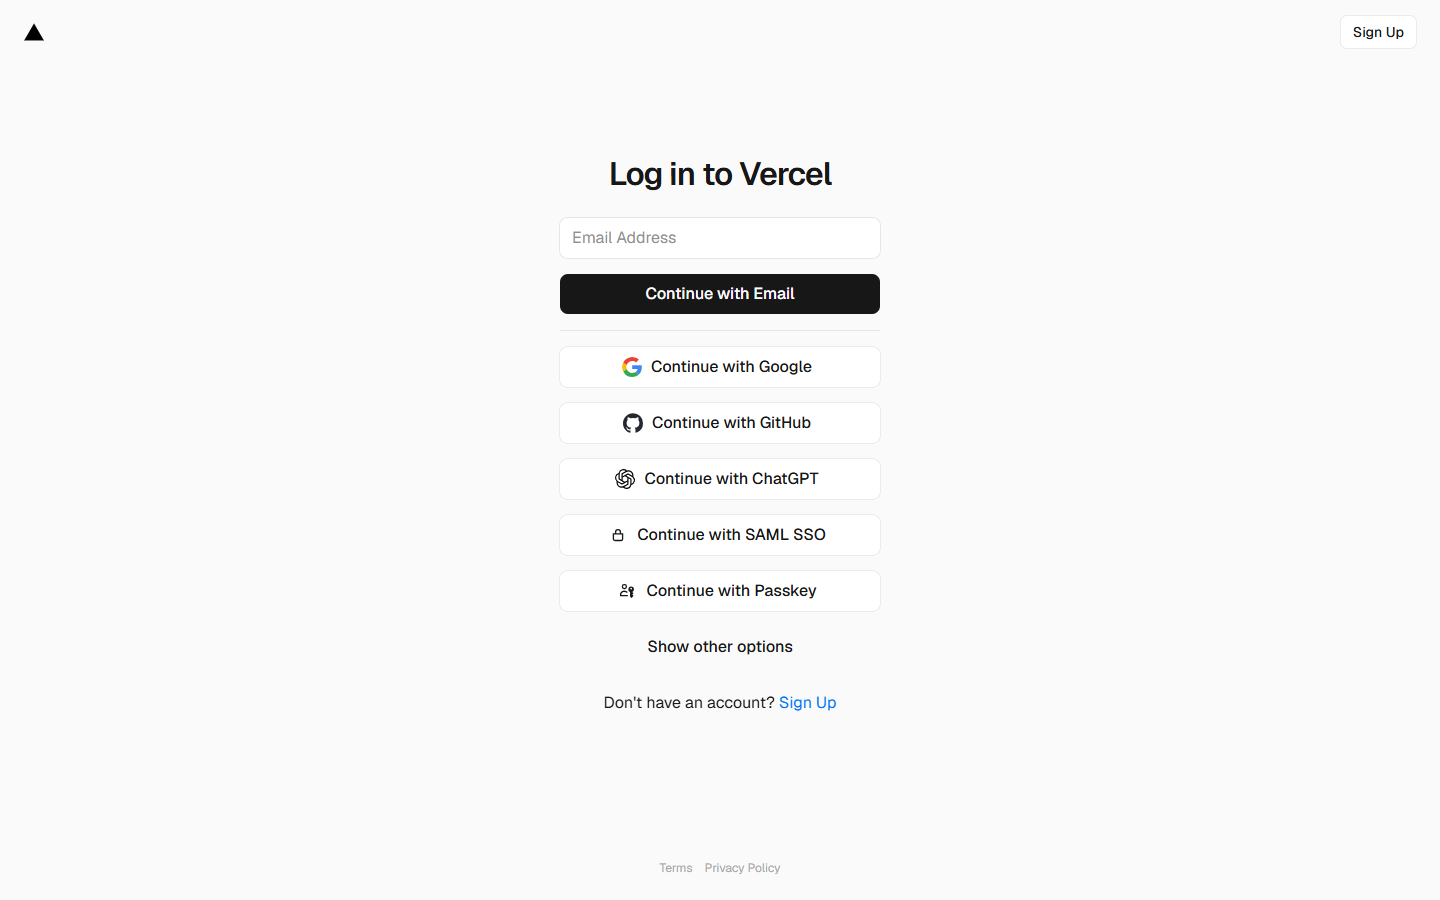 Sign Up
Log in to Vercel
Email Address
Continue with Email
Continue with Google
Continue with GitHub
Continue with ChatGPT
Continue with SAML SSO
Continue with Passkey
Show other options
Don't have an account? Sign Up
Terms Privacy Policy